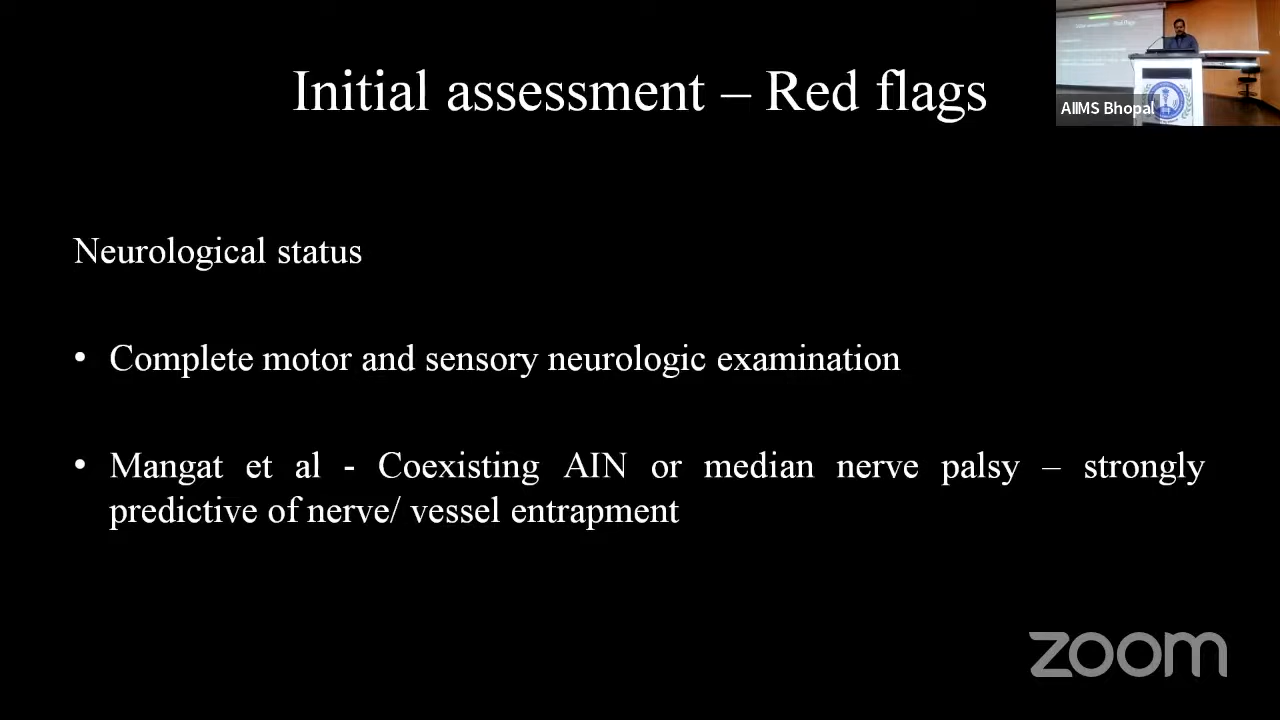 Initial assessment – Red flags
AIIMS Bhopal
Neurological status
• Complete motor and sensory neurologic examination
• Mangat et al - Coexisting AIN or median nerve palsy – strongly
predictive of nerve/ vessel entrapment
zoom